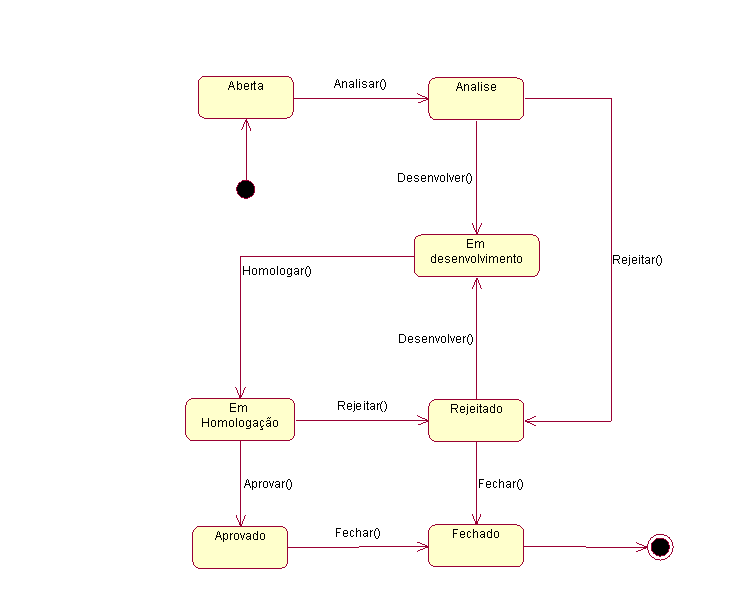 Aberta
Analisar()
Analise
Desenvolver()
Em
desenvolvimento
Rejeitar()
Homologar()
Desenvolver()
Em
Homologação
Rejeitar()
Rejeitado
Aprovar()
Fechar()
Aprovado
Fechar()
Fechado